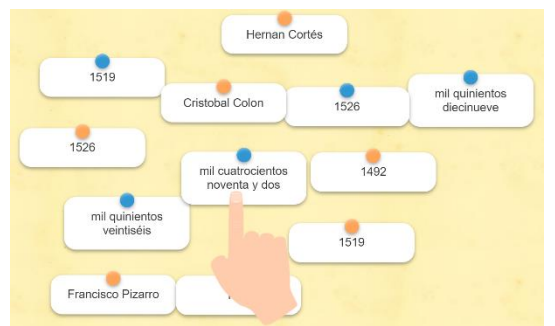 Hernan Cortés
1519
Cristobal Colon
1526
mil quinientos
diecinueve
1526
mil cuatrocientos
noventa y dos
1492
mil quinientos
veintiséis
1519
Francisco Pizarro